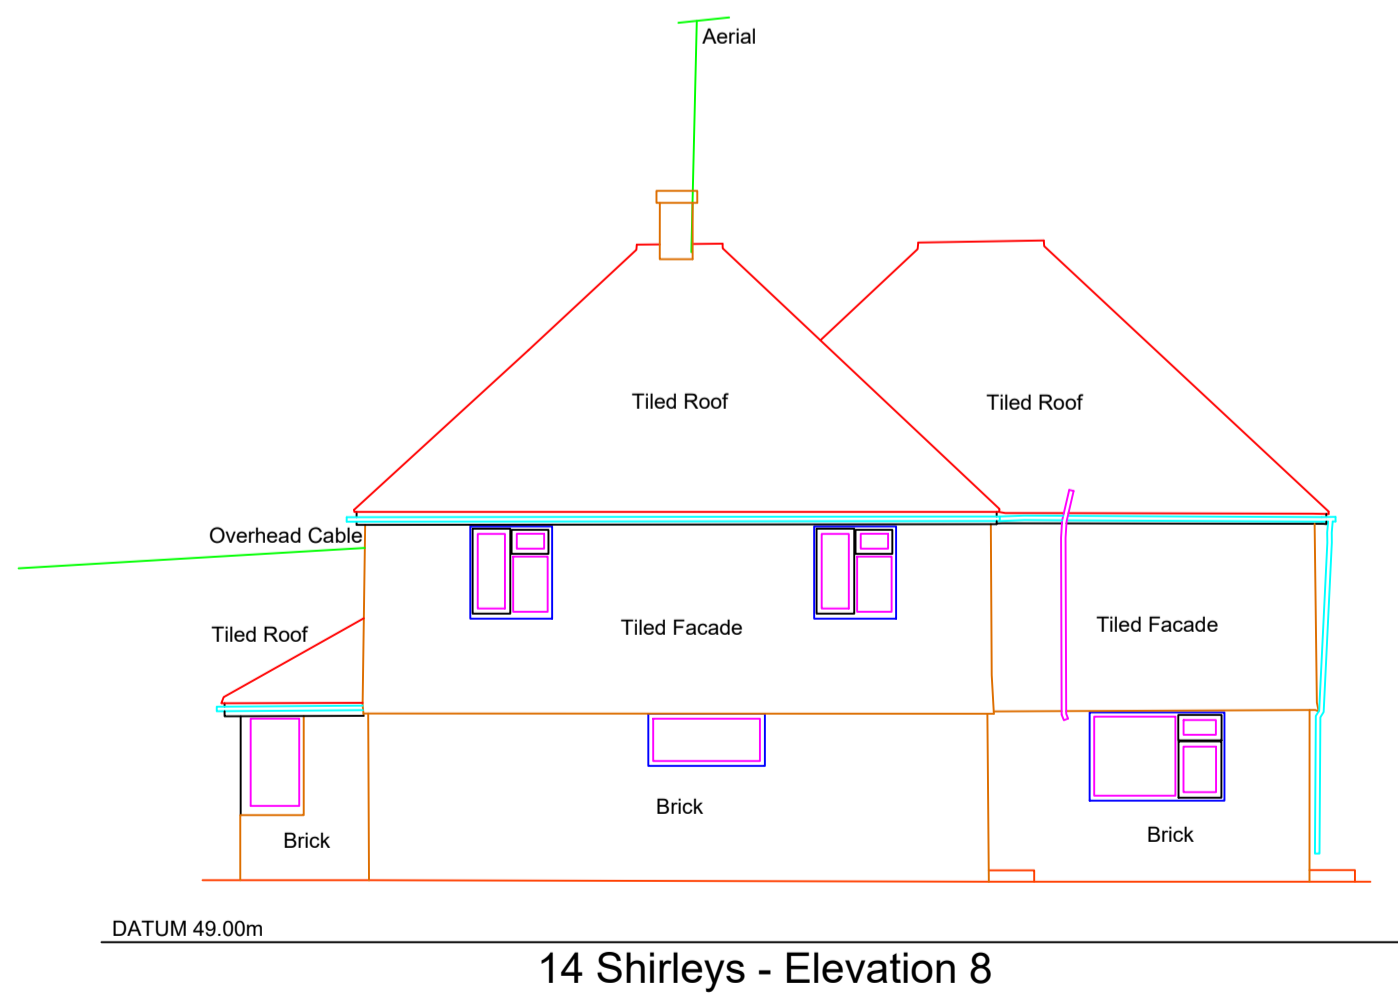 Aerial
Tiled Roof
Tiled Roof
Overhead Cable
Tiled Roof
Tiled Facade
Tiled Facade
Brick
Brick
Brick
DATUM 49.00m
14 Shirleys - Elevation 8